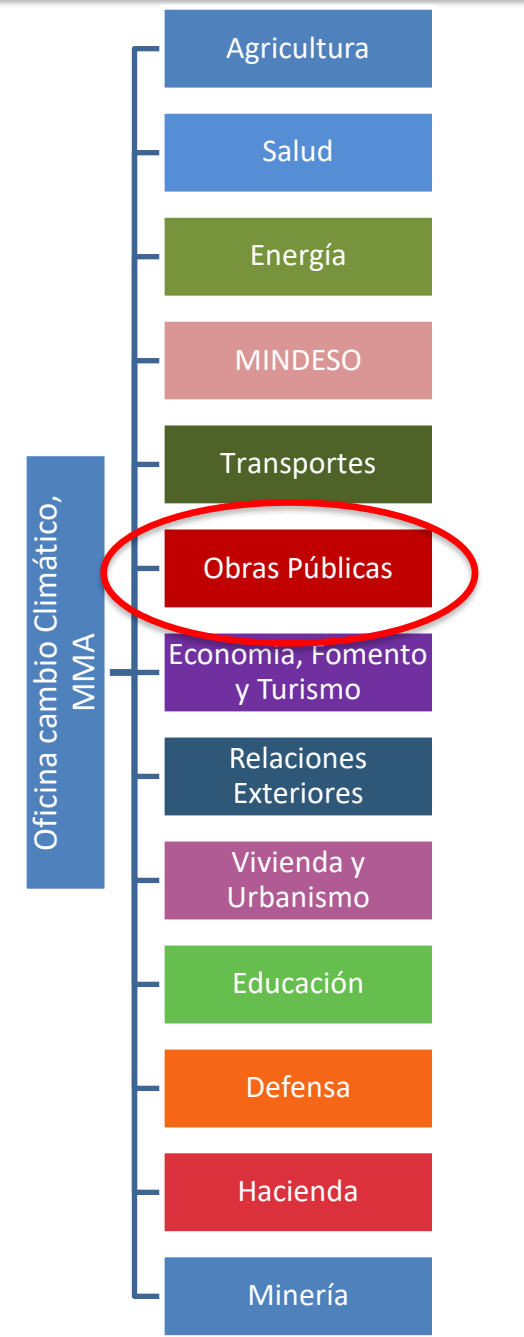 Agricultura
Salud
Energía
MINDESO
Transportes
Oficina cambio Climático,
MMA
Obras Públicas
Economía, Fomento
y Turismo
Relaciones
Exteriores
Vivienda y
Urbanismo
Educación
Defensa
Hacienda
Minería